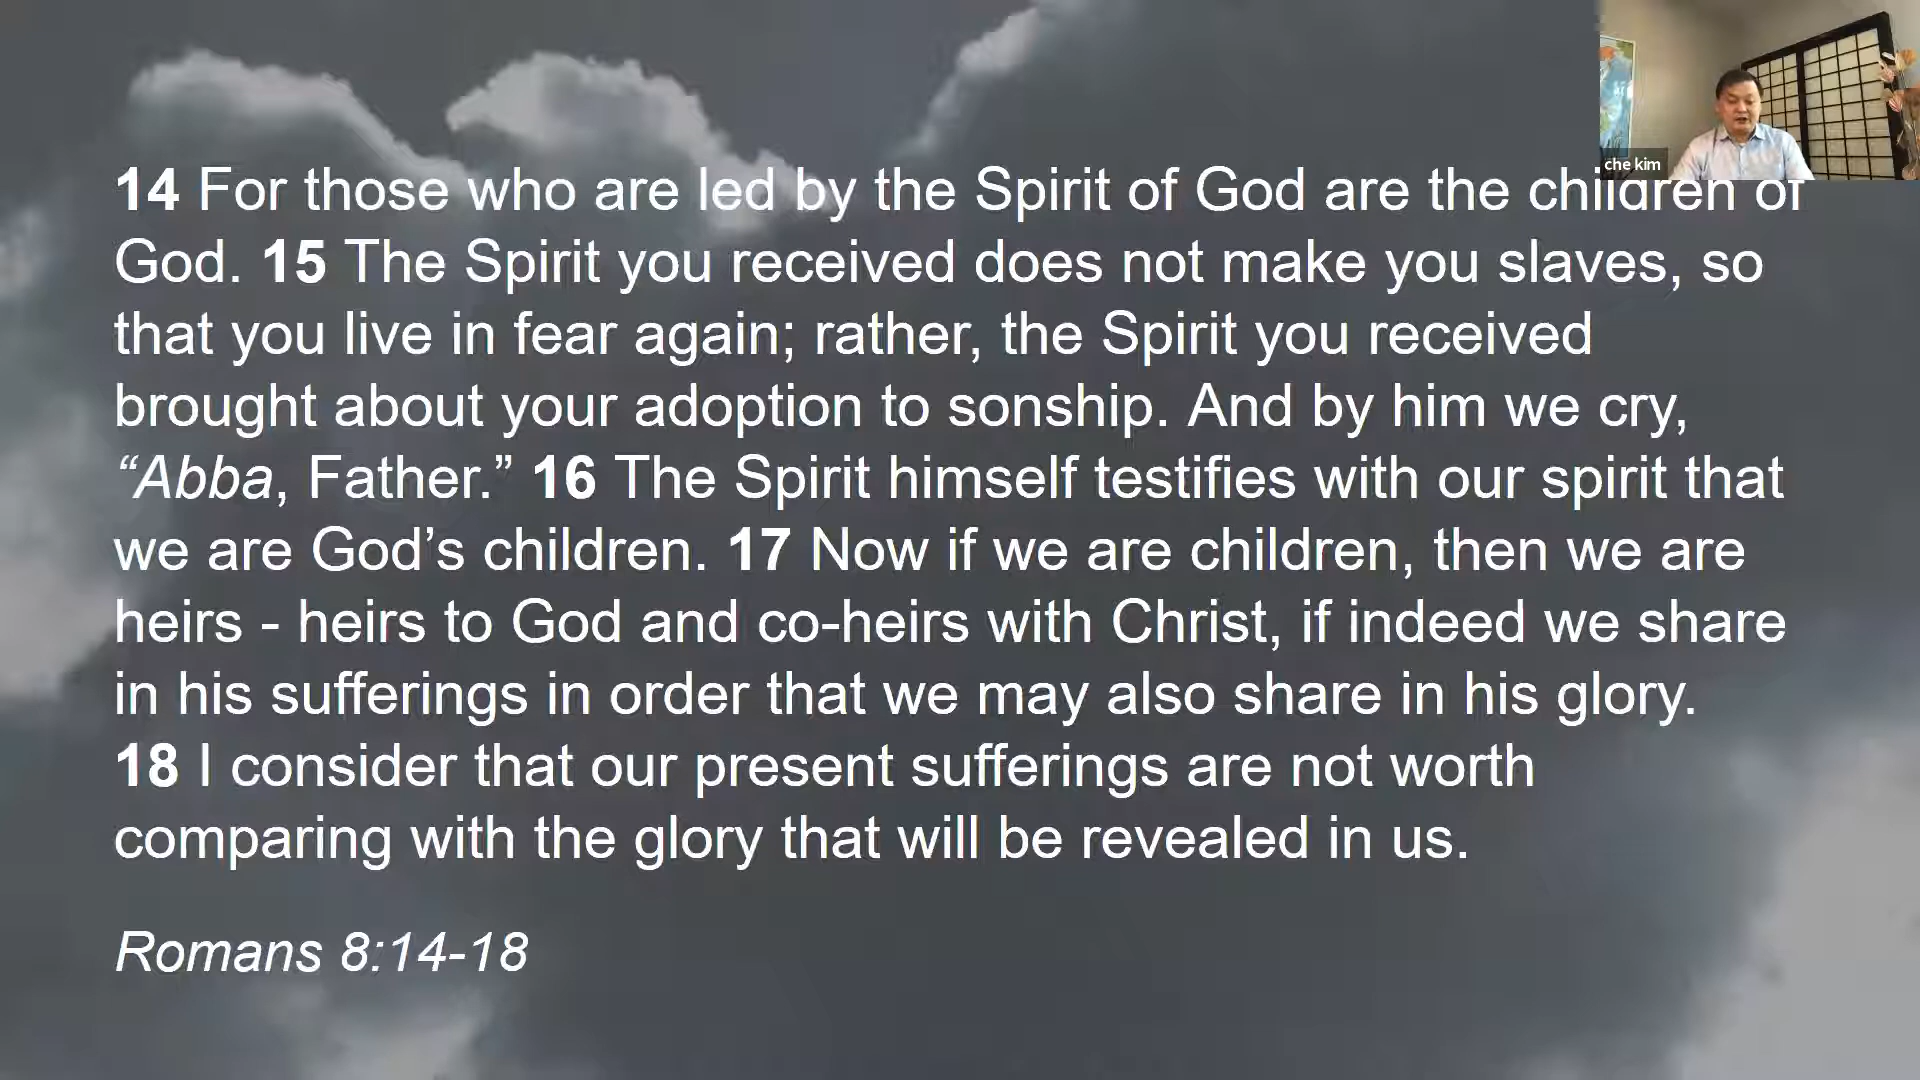 che kim
14 For those who are led by the Spirit of God are the children of
God. 15 The Spirit you received does not make you slaves, so
that you live in fear again; rather, the Spirit you received
brought about your adoption to sonship. And by him we cry,
“Abba, Father.” 16 The Spirit himself testifies with our spirit that
we are God’s children. 17 Now if we are children, then we are
heirs - heirs to God and co-heirs with Christ, if indeed we share
in his sufferings in order that we may also share in his glory.
18 I consider that our present sufferings are not worth
comparing with the glory that will be revealed in us.
Romans 8:14-18